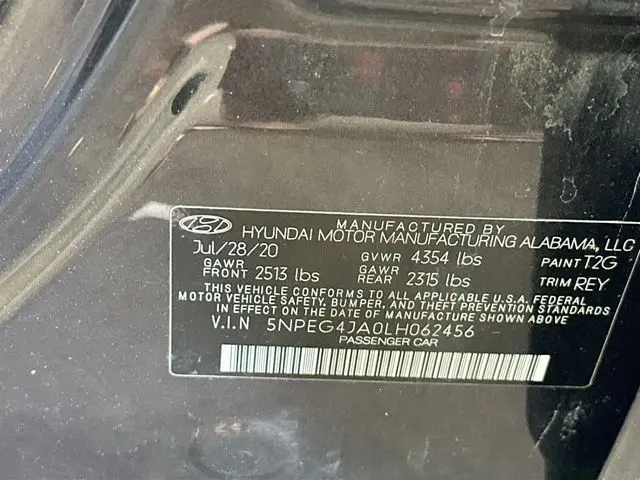 MANUFACTURED BY
HYUNDAI MOTOR MANUFACTURING ALABAMA, LLC
Jul/28/20 GVWR 4354 lbs PAINT T2G
GAWR FRONT 2513 lbs GAWR REAR 2315 lbs TRIM REY
THIS VEHICLE CONFORMS TO ALL APPLICABLE U.S.A. FEDERAL
MOTOR VEHICLE SAFETY, BUMPER, AND THEFT PREVENTION STANDARDS
IN EFFECT ON THE DATE OF MANUFACTURE SHOWN ABOVE.
V.I.N 5NPEG4JA0LH062456
PASSENGER CAR